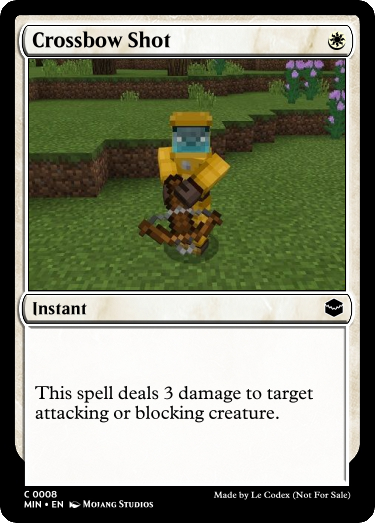 Crossbow Shot
Instant
This spell deals 3 damage to target
attacking or blocking creature.
C 0008
MIN • EN Mojang Studios
Made by Le Codex (Not For Sale)